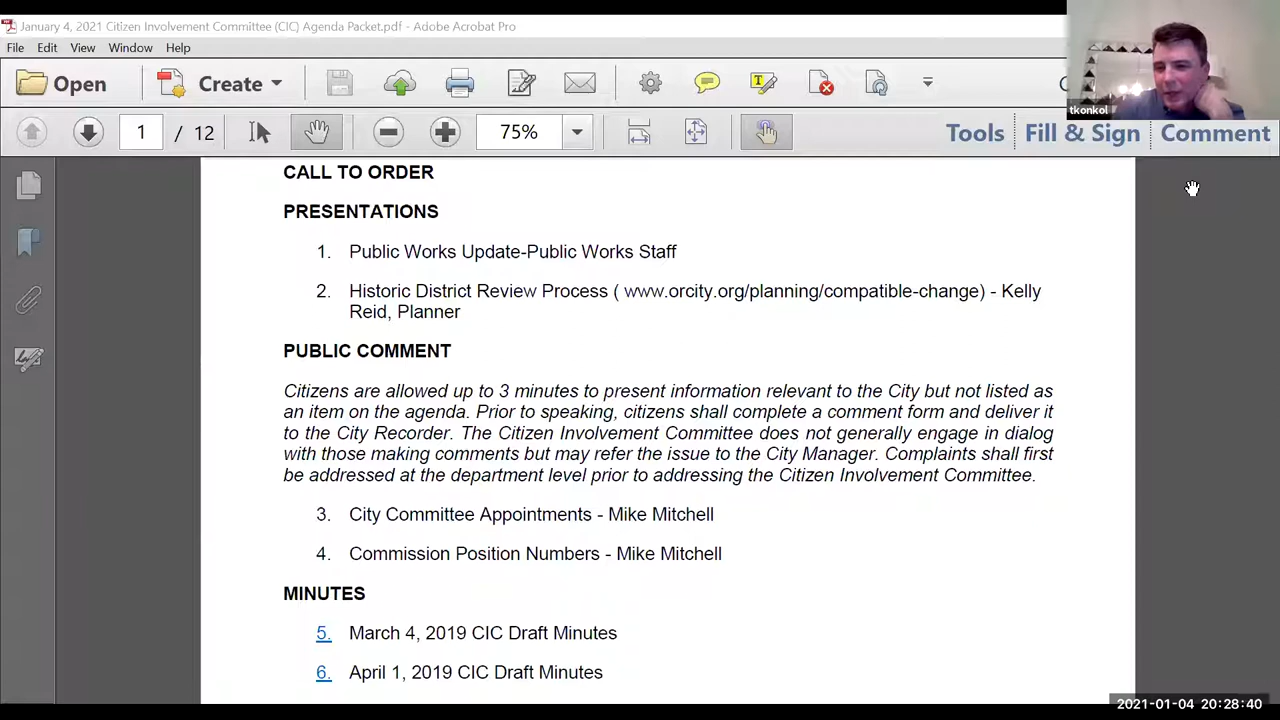 January 4, 2021 Citizen Involvement Committee (CIC) Agenda Packet.pdf - Adobe Acrobat Pro
File Edit View Window Help
Open Create
tkonkol
1 / 12 75% Tools Fill & Sign Comment
CALL TO ORDER
PRESENTATIONS
1. Public Works Update-Public Works Staff
2. Historic District Review Process ( www.orcity.org/planning/compatible-change) - Kelly
Reid, Planner
PUBLIC COMMENT
Citizens are allowed up to 3 minutes to present information relevant to the City but not listed as
an item on the agenda. Prior to speaking, citizens shall complete a comment form and deliver it
to the City Recorder. The Citizen Involvement Committee does not generally engage in dialog
with those making comments but may refer the issue to the City Manager. Complaints shall first
be addressed at the department level prior to addressing the Citizen Involvement Committee.
3. City Committee Appointments - Mike Mitchell
4. Commission Position Numbers - Mike Mitchell
MINUTES
5. March 4, 2019 CIC Draft Minutes
6. April 1, 2019 CIC Draft Minutes
2021-01-04 20:28:40